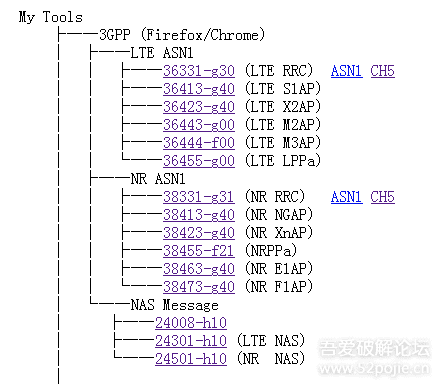 My Tools
3GPP (Firefox/Chrome)
LTE ASN1
36331-g30 (LTE RRC) ASN1 CH5
36413-g40 (LTE S1AP)
36423-g40 (LTE X2AP)
36443-g00 (LTE M2AP)
36444-f00 (LTE M3AP)
36455-g00 (LTE LPPa)
NR ASN1
38331-g31 (NR RRC) ASN1 CH5
38413-g40 (NR NGAP)
38423-g40 (NR XnAP)
38455-f21 (NRPPa)
38463-g40 (NR E1AP)
38473-g40 (NR F1AP)
NAS Message
24008-h10
24301-h10 (LTE NAS)
24501-h10 (NR NAS)
吾爱破解论坛
www.52pojie.cn